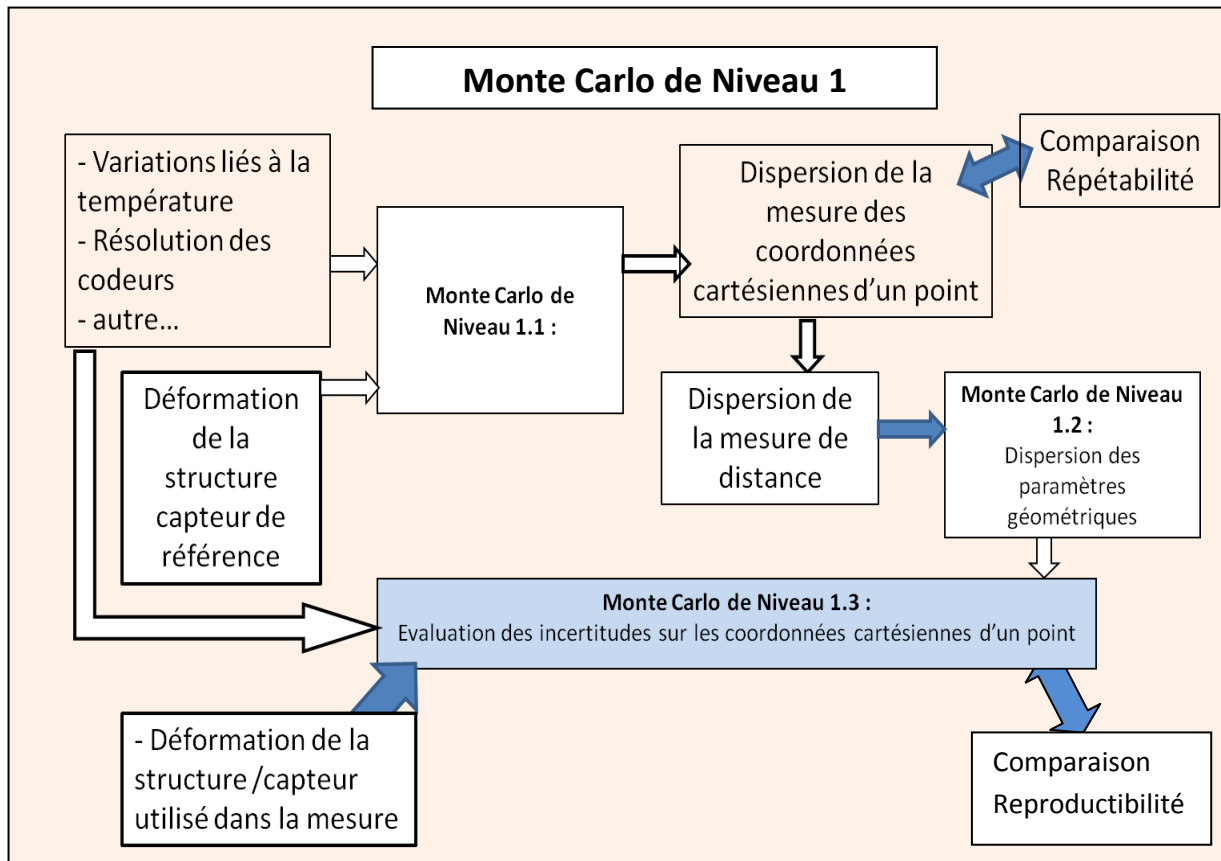 Monte Carlo de Niveau 1
- Variations liés à la
température
- Résolution des
codeurs
- autre...
Monte Carlo de
Niveau 1.1 :
Dispersion de la
mesure des
coordonnées
cartésiennes d'un point
Comparaison
Répétabilité
Déformation
de la
structure
capteur de
référence
Dispersion de
la mesure de
distance
Monte Carlo de Niveau
1.2 :
Dispersion des
paramètres
géométriques
Monte Carlo de Niveau 1.3 :
Evaluation des incertitudes sur les coordonnées cartésiennes d'un point
- Déformation de la
structure /capteur
utilisé dans la mesure
Comparaison
Reproductibilité